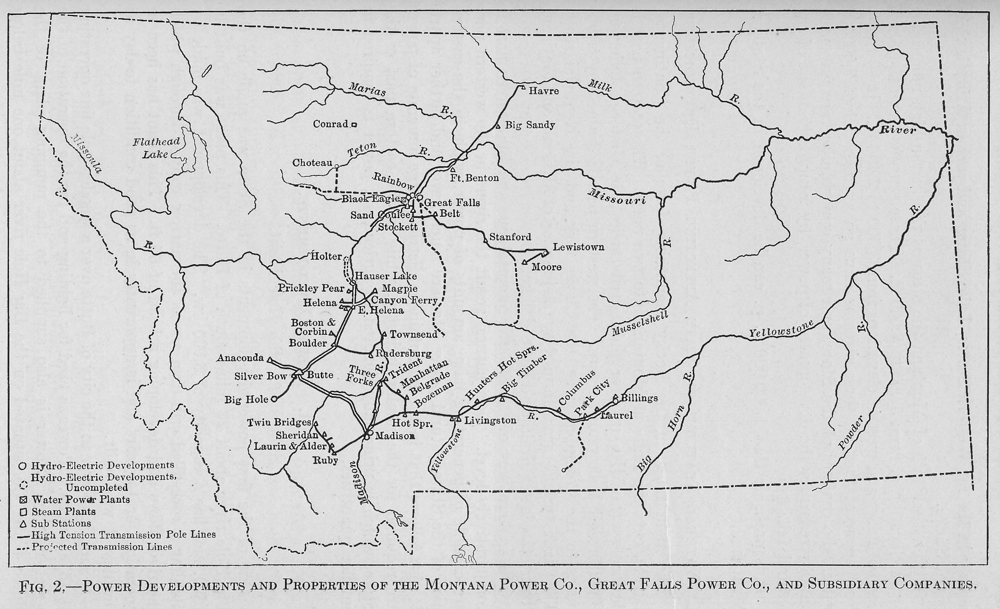 Marias
R.
Milk
R.
Havre
Conrad
Big Sandy
River
Missoula
Flathead
Lake
Teton
R.
Choteau
Rainbow
Ft. Benton
Black Eagle
Great Falls
Missouri
Sand Coulee
Belt
Stockett
R.
Stanford
R.
R.
Lewistown
Holter
Moore
Hauser Lake
Prickley Pear
Magpie
Helena
Canyon Ferry
E. Helena
Boston &
Corbin
Musselshell
Yellowstone
R.
Townsend
Boulder
Radersburg
Anaconda
R.
Three
Forks
Trident
Manhattan
Belgrade
Bozeman
Hunters Hot Sprs.
Big Timber
Silver Bow
Butte
Columbus
Park City
R.
Big Hole
Billings
Laurel
R.
Livingston
Hot Spr.
Horn
Powder
Twin Bridges
Sheridan
Madison
Laurin & Alder
Ruby
Yellowstone
Big
Madison
Hydro-Electric Developments
Hydro-Electric Developments,
Uncompleted
Water Power Plants
Steam Plants
Sub Stations
High Tension Transmission Pole Lines
Projected Transmission Lines
Fig. 2.—Power Developments and Properties of the Montana Power Co., Great Falls Power Co., and Subsidiary Companies.